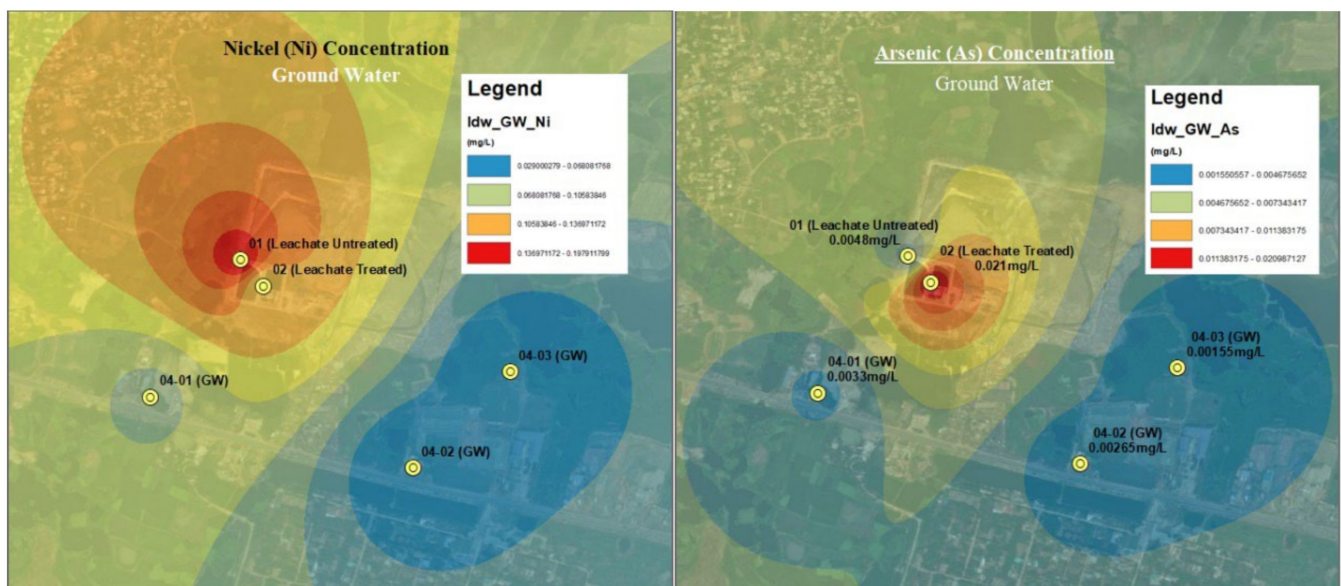 Nickel (Ni) Concentration
Ground Water
Legend
Idw_GW_Ni
(mg/L)
0.029000279 - 0.068081768
0.068081768 - 0.10583846
0.10583846 - 0.136971172
0.136971172 - 0.197911799
01 (Leachate Untreated)
02 (Leachate Treated)
04-01 (GW)
04-03 (GW)
04-02 (GW)
Arsenic (As) Concentration
Ground Water
Legend
Idw_GW_As
(mg/L)
0.001550557 - 0.004675652
0.004675652 - 0.007343417
0.007343417 - 0.011383175
0.011383175 - 0.020987127
01 (Leachate Untreated)
0.0048mg/L
02 (Leachate Treated)
0.021mg/L
04-03 (GW)
0.00155mg/L
04-01 (GW)
0.0033mg/L
04-02 (GW)
0.00265mg/L